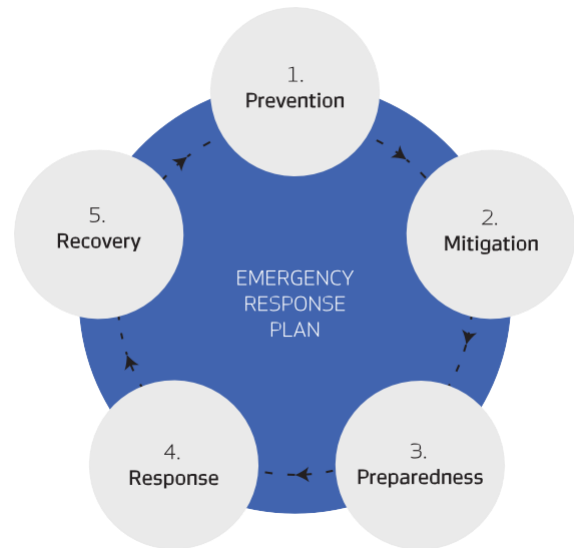 1.
Prevention
2.
Mitigation
3.
Preparedness
4.
Response
5.
Recovery
EMERGENCY
RESPONSE
PLAN